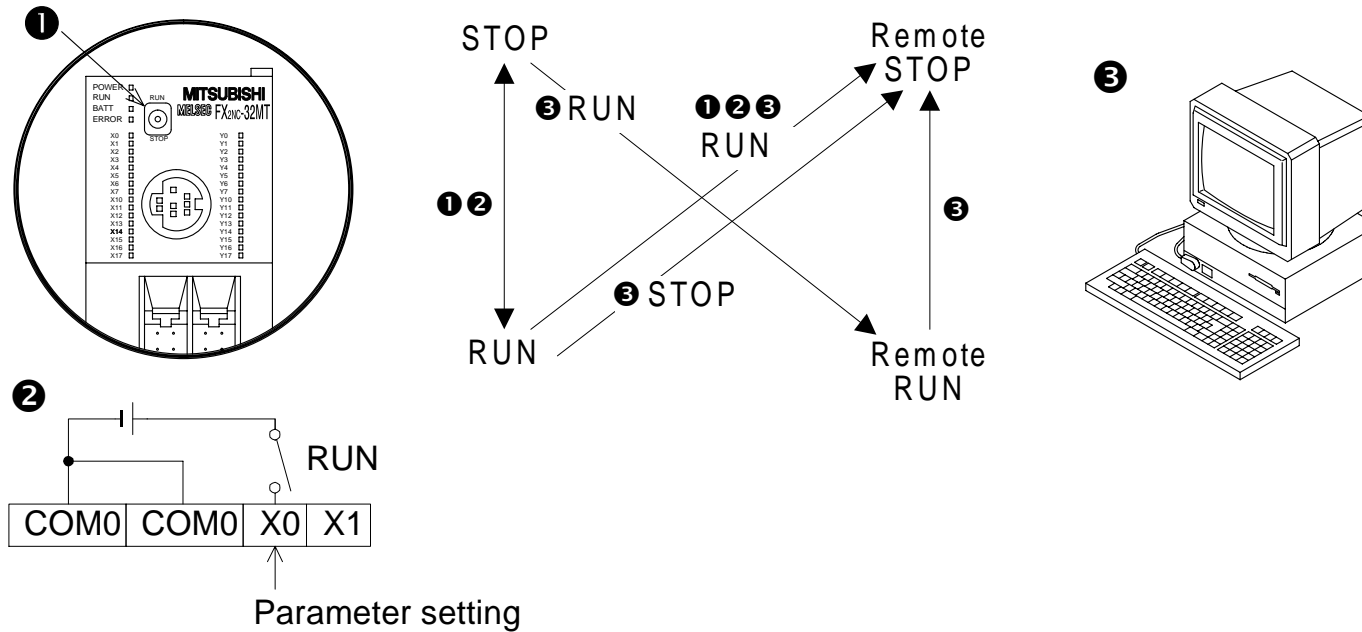 ❶
POWER
RUN
BATT
ERROR
RUN
STOP
MITSUBISHI
MELSEC FX2NC-32MT
X0
X1
X2
X3
X4
X5
X6
X7
X10
X11
X12
X13
X14
X15
X16
X17
Y0
Y1
Y2
Y3
Y4
Y5
Y6
Y7
Y10
Y11
Y12
Y13
Y14
Y15
Y16
Y17
STOP
❸ RUN
❶❷
RUN
❶❷❸
RUN
❸ STOP
Remote
STOP
❸
Remote
RUN
❸
❷
RUN
COM0 COM0 X0 X1
Parameter setting